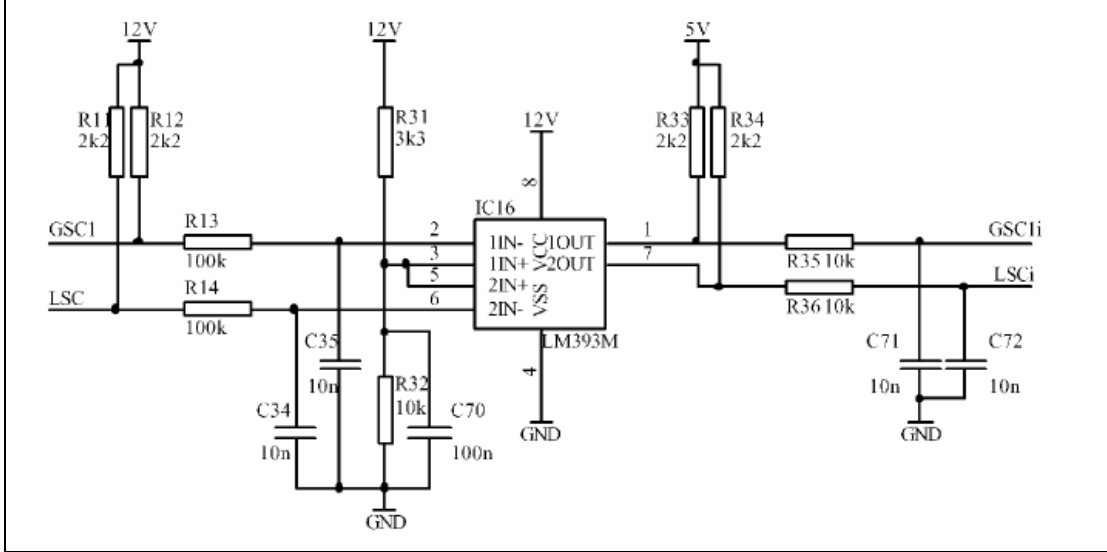 12V
12V
5V
R11
2k2
R12
2k2
R31
3k3
12V
R33
2k2
R34
2k2
8
IC16
GSC1
R13
100k
2
1IN-
VCC
1OUT
1
GSC1i
3
1IN+
2OUT
7
R35 10k
5
2IN+
LSC
R14
100k
6
2IN-
VSS
LSCi
R36 10k
LM393M
C35
10n
C71
10n
C72
10n
4
R32
10k
C34
10n
C70
100n
GND
GND
GND